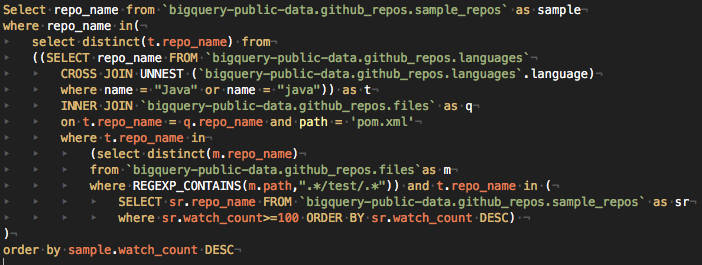 Select repo_name from `bigquery-public-data.github_repos.sample_repos` as sample
where repo_name in(
select distinct(t.repo_name) from
((SELECT repo_name FROM `bigquery-public-data.github_repos.languages`
CROSS JOIN UNNEST (`bigquery-public-data.github_repos.languages`.language)
where name = "Java" or name = "java")) as t
INNER JOIN `bigquery-public-data.github_repos.files` as q
on t.repo_name = q.repo_name and path = 'pom.xml'
where t.repo_name in
(select distinct(m.repo_name)
from `bigquery-public-data.github_repos.files`as m
where REGEXP_CONTAINS(m.path,".*/test/.*")) and t.repo_name in (
SELECT sr.repo_name FROM `bigquery-public-data.github_repos.sample_repos` as sr
where sr.watch_count>=100 ORDER BY sr.watch_count DESC)
)
order by sample.watch_count DESC